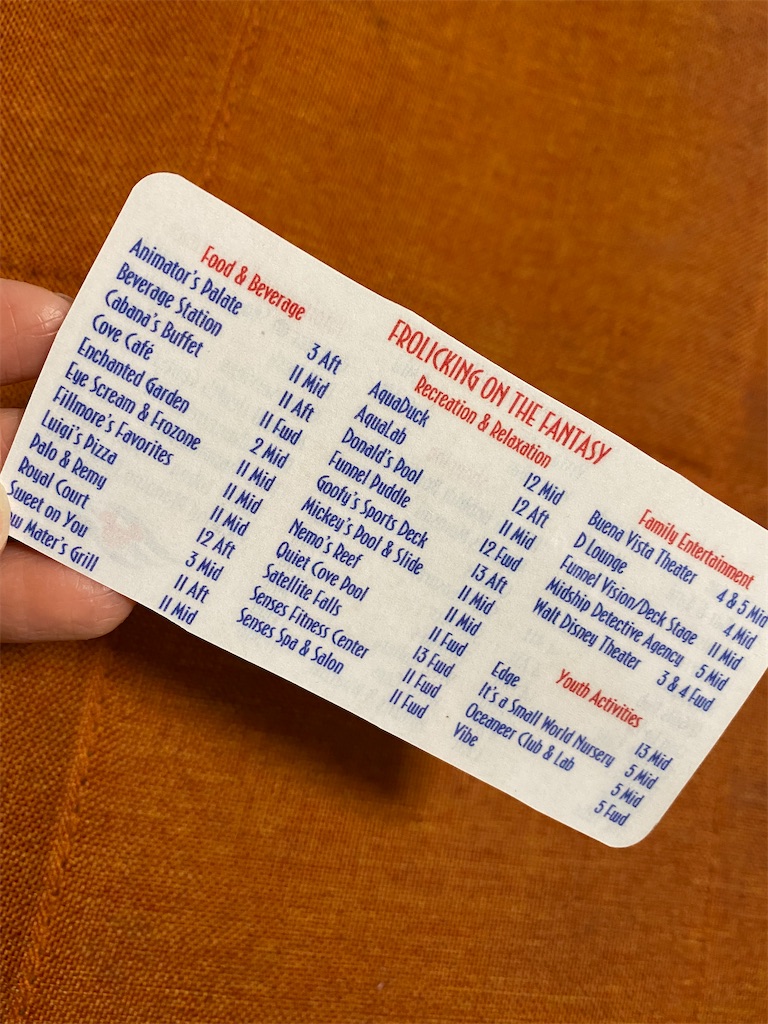 FROLICKING ON THE FANTASY
Food & Beverage
Animator's Palate 3 Aft
Beverage Station 11 Mid
Cabana's Buffet 11 Aft
Cove Café 11 Fwd
Enchanted Garden 2 Mid
Eye Scream & Frozone 11 Mid
Fillmore's Favorites 11 Mid
Luigi's Pizza 11 Mid
Palo & Remy 12 Aft
Royal Court 3 Mid
Sweet on You 11 Aft
Mater's Grill 11 Mid
Recreation & Relaxation
AquaDuck 12 Mid
AquaLab 12 Aft
Donald's Pool 11 Mid
Funnel Puddle 12 Fwd
Goofy's Sports Deck 13 Aft
Mickey's Pool & Slide 11 Mid
Nemo's Reef 11 Mid
Quiet Cove Pool 11 Fwd
Satellite Falls 13 Fwd
Senses Fitness Center 11 Fwd
Senses Spa & Salon 11 Fwd
Family Entertainment
Buena Vista Theater 4 & 5 Mid
D Lounge 4 Mid
Funnel Vision/Deck Stage 11 Mid
Midship Detective Agency 5 Mid
Walt Disney Theater 3 & 4 Fwd
Youth Activities
Edge 13 Mid
It's a Small World Nursery 5 Mid
Oceaneer Club & Lab 5 Mid
Vibe 5 Fwd